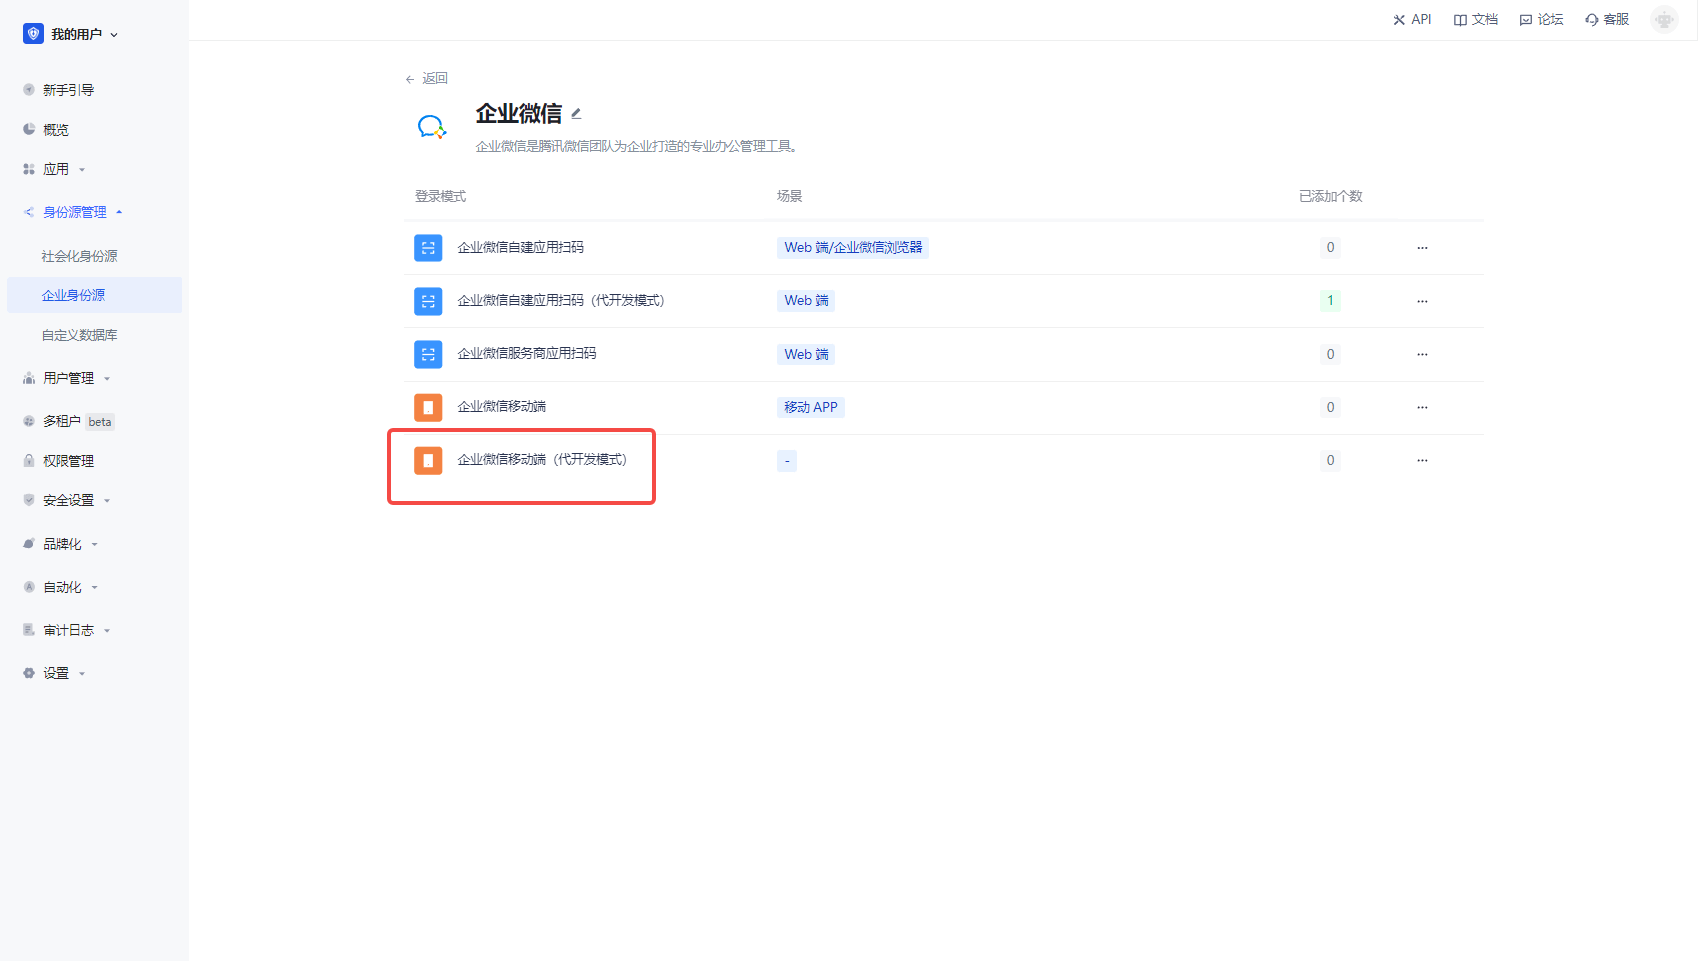 我的用户
API
文档
论坛
客服
新手引导
概览
应用
身份源管理
社会化身份源
企业身份源
自定义数据库
用户管理
多租户 beta
权限管理
安全设置
品牌化
自动化
审计日志
设置
返回
企业微信
企业微信是腾讯微信团队为企业打造的专业办公管理工具。
登录模式 场景 已添加个数
企业微信自建应用扫码 Web 端/企业微信浏览器 0 ···
企业微信自建应用扫码（代开发模式） Web 端 1 ···
企业微信服务商应用扫码 Web 端 0 ···
企业微信移动端 移动 APP 0 ···
企业微信移动端（代开发模式） - 0 ···